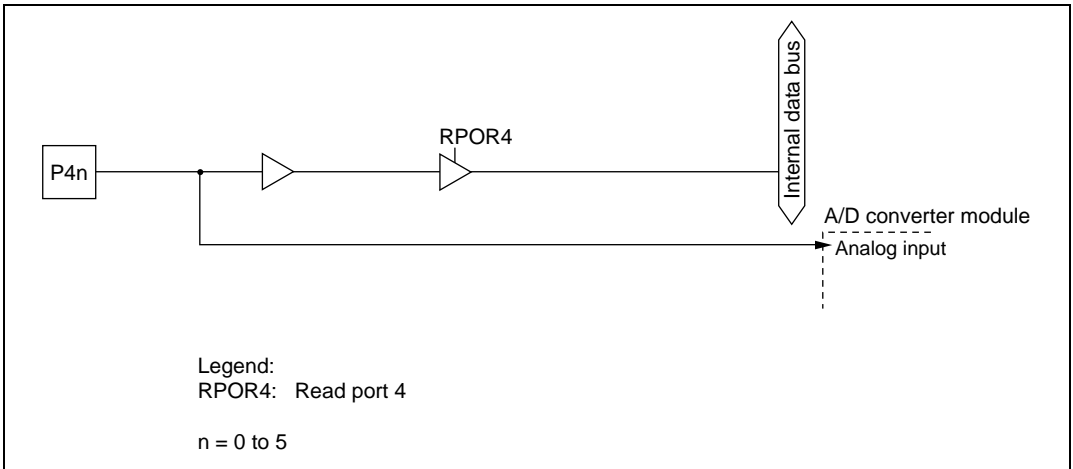 Internal data bus
RPOR4
P4n
A/D converter module
Analog input
Legend:
RPOR4: Read port 4
n = 0 to 5